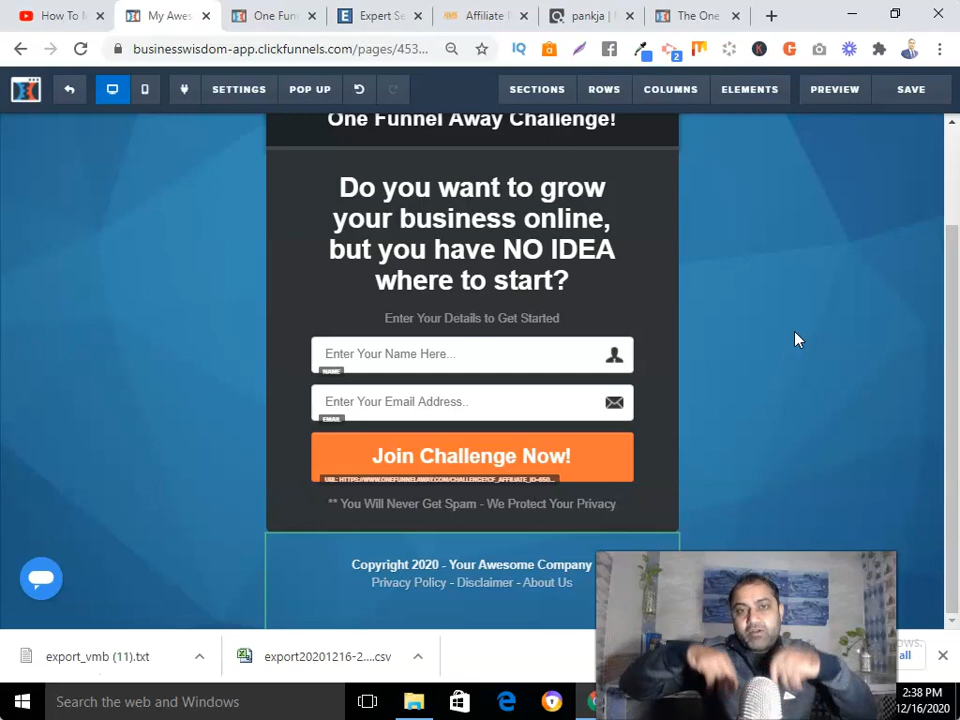 How To M
My Awes
One Funn
Expert Se
Affiliate P
pankja |
The One
businesswisdom-app.clickfunnels.com/pages/453...
2
SETTINGS
POP UP
SECTIONS
ROWS
COLUMNS
ELEMENTS
PREVIEW
SAVE
One Funnel Away Challenge!
Do you want to grow
your business online,
but you have NO IDEA
where to start?
Enter Your Details to Get Started
Enter Your Name Here...
NAME
Enter Your Email Address..
EMAIL
Join Challenge Now!
** You Will Never Get Spam - We Protect Your Privacy
Copyright 2020 - Your Awesome Company
Privacy Policy - Disclaimer - About Us
export_vmb (11).txt
export20201216-2....csv
all
Search the web and Windows
2:38 PM
12/16/2020